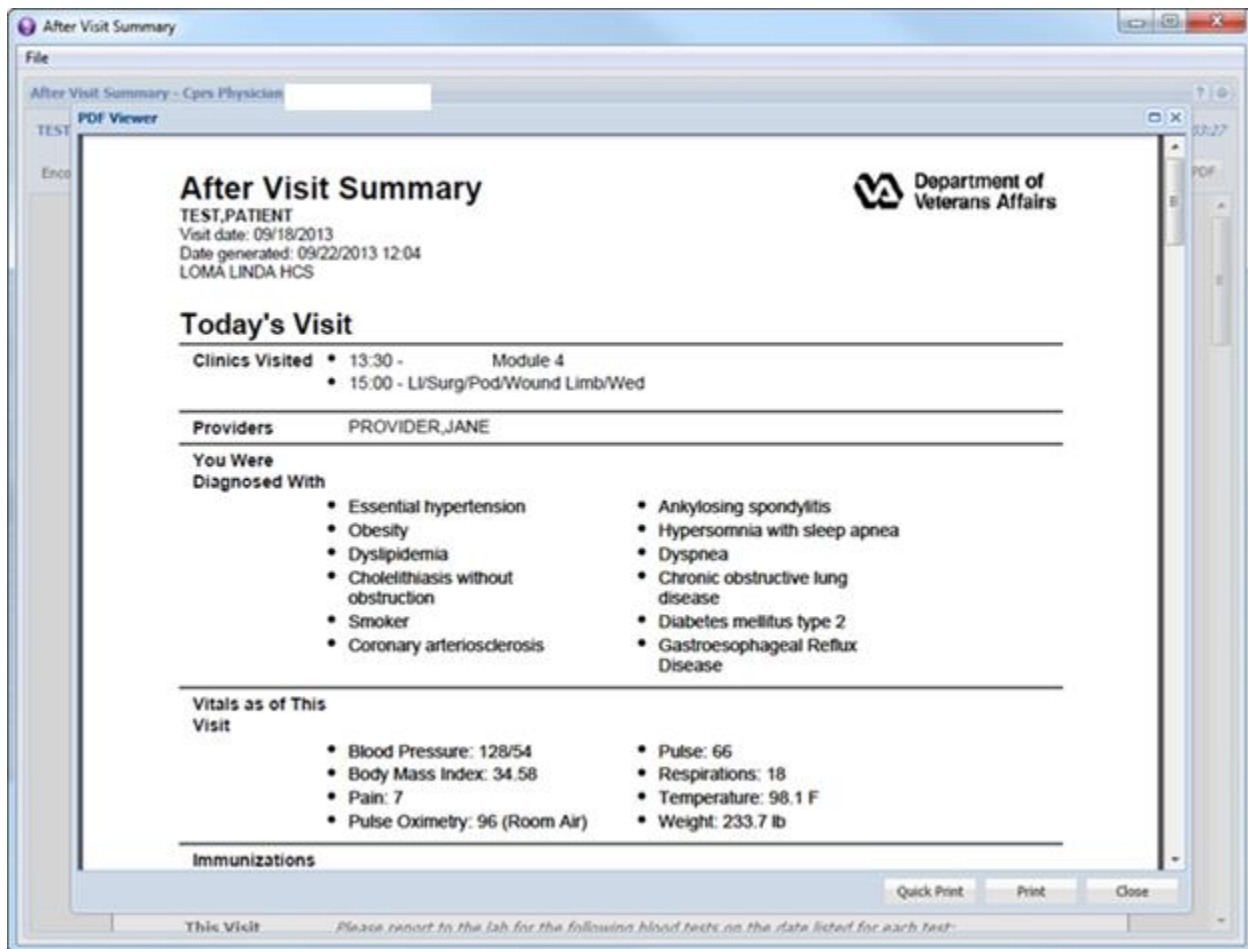 After Visit Summary
File
After Visit Summary - Cprs Physician
? 
TEST
03:27
PDF Viewer
Enco
PDF
After Visit Summary
TEST,PATIENT
Visit date: 09/18/2013
Date generated: 09/22/2013 12:04
LOMA LINDA HCS
VA
Department of
Veterans Affairs
Today's Visit
Clinics Visited • 13:30 - Module 4
• 15:00 - LI/Surg/Pod/Wound Limb/Wed
Providers PROVIDER,JANE
You Were
Diagnosed With
• Essential hypertension
• Obesity
• Dyslipidemia
• Cholelithiasis without
obstruction
• Smoker
• Coronary arteriosclerosis
• Ankylosing spondylitis
• Hypersomnia with sleep apnea
• Dyspnea
• Chronic obstructive lung
disease
• Diabetes mellitus type 2
• Gastroesophageal Reflux
Disease
Vitals as of This
Visit
• Blood Pressure: 128/54
• Body Mass Index: 34.58
• Pain: 7
• Pulse Oximetry: 96 (Room Air)
• Pulse: 66
• Respirations: 18
• Temperature: 98.1 F
• Weight: 233.7 lb
Immunizations
Quick Print Print Close
This Visit Please report to the lab for the following blood tests on the date listed for each test: